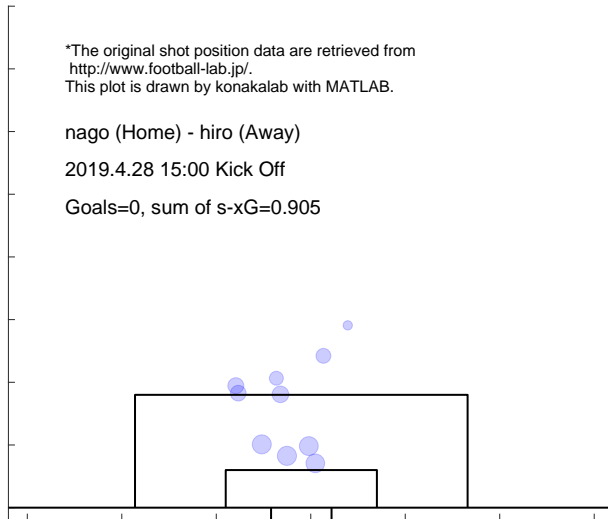 *The original shot position data are retrieved from
http://www.football-lab.jp/.
This plot is drawn by konakalab with MATLAB.
nago (Home) - hiro (Away)
2019.4.28 15:00 Kick Off
Goals=0, sum of s-xG=0.905